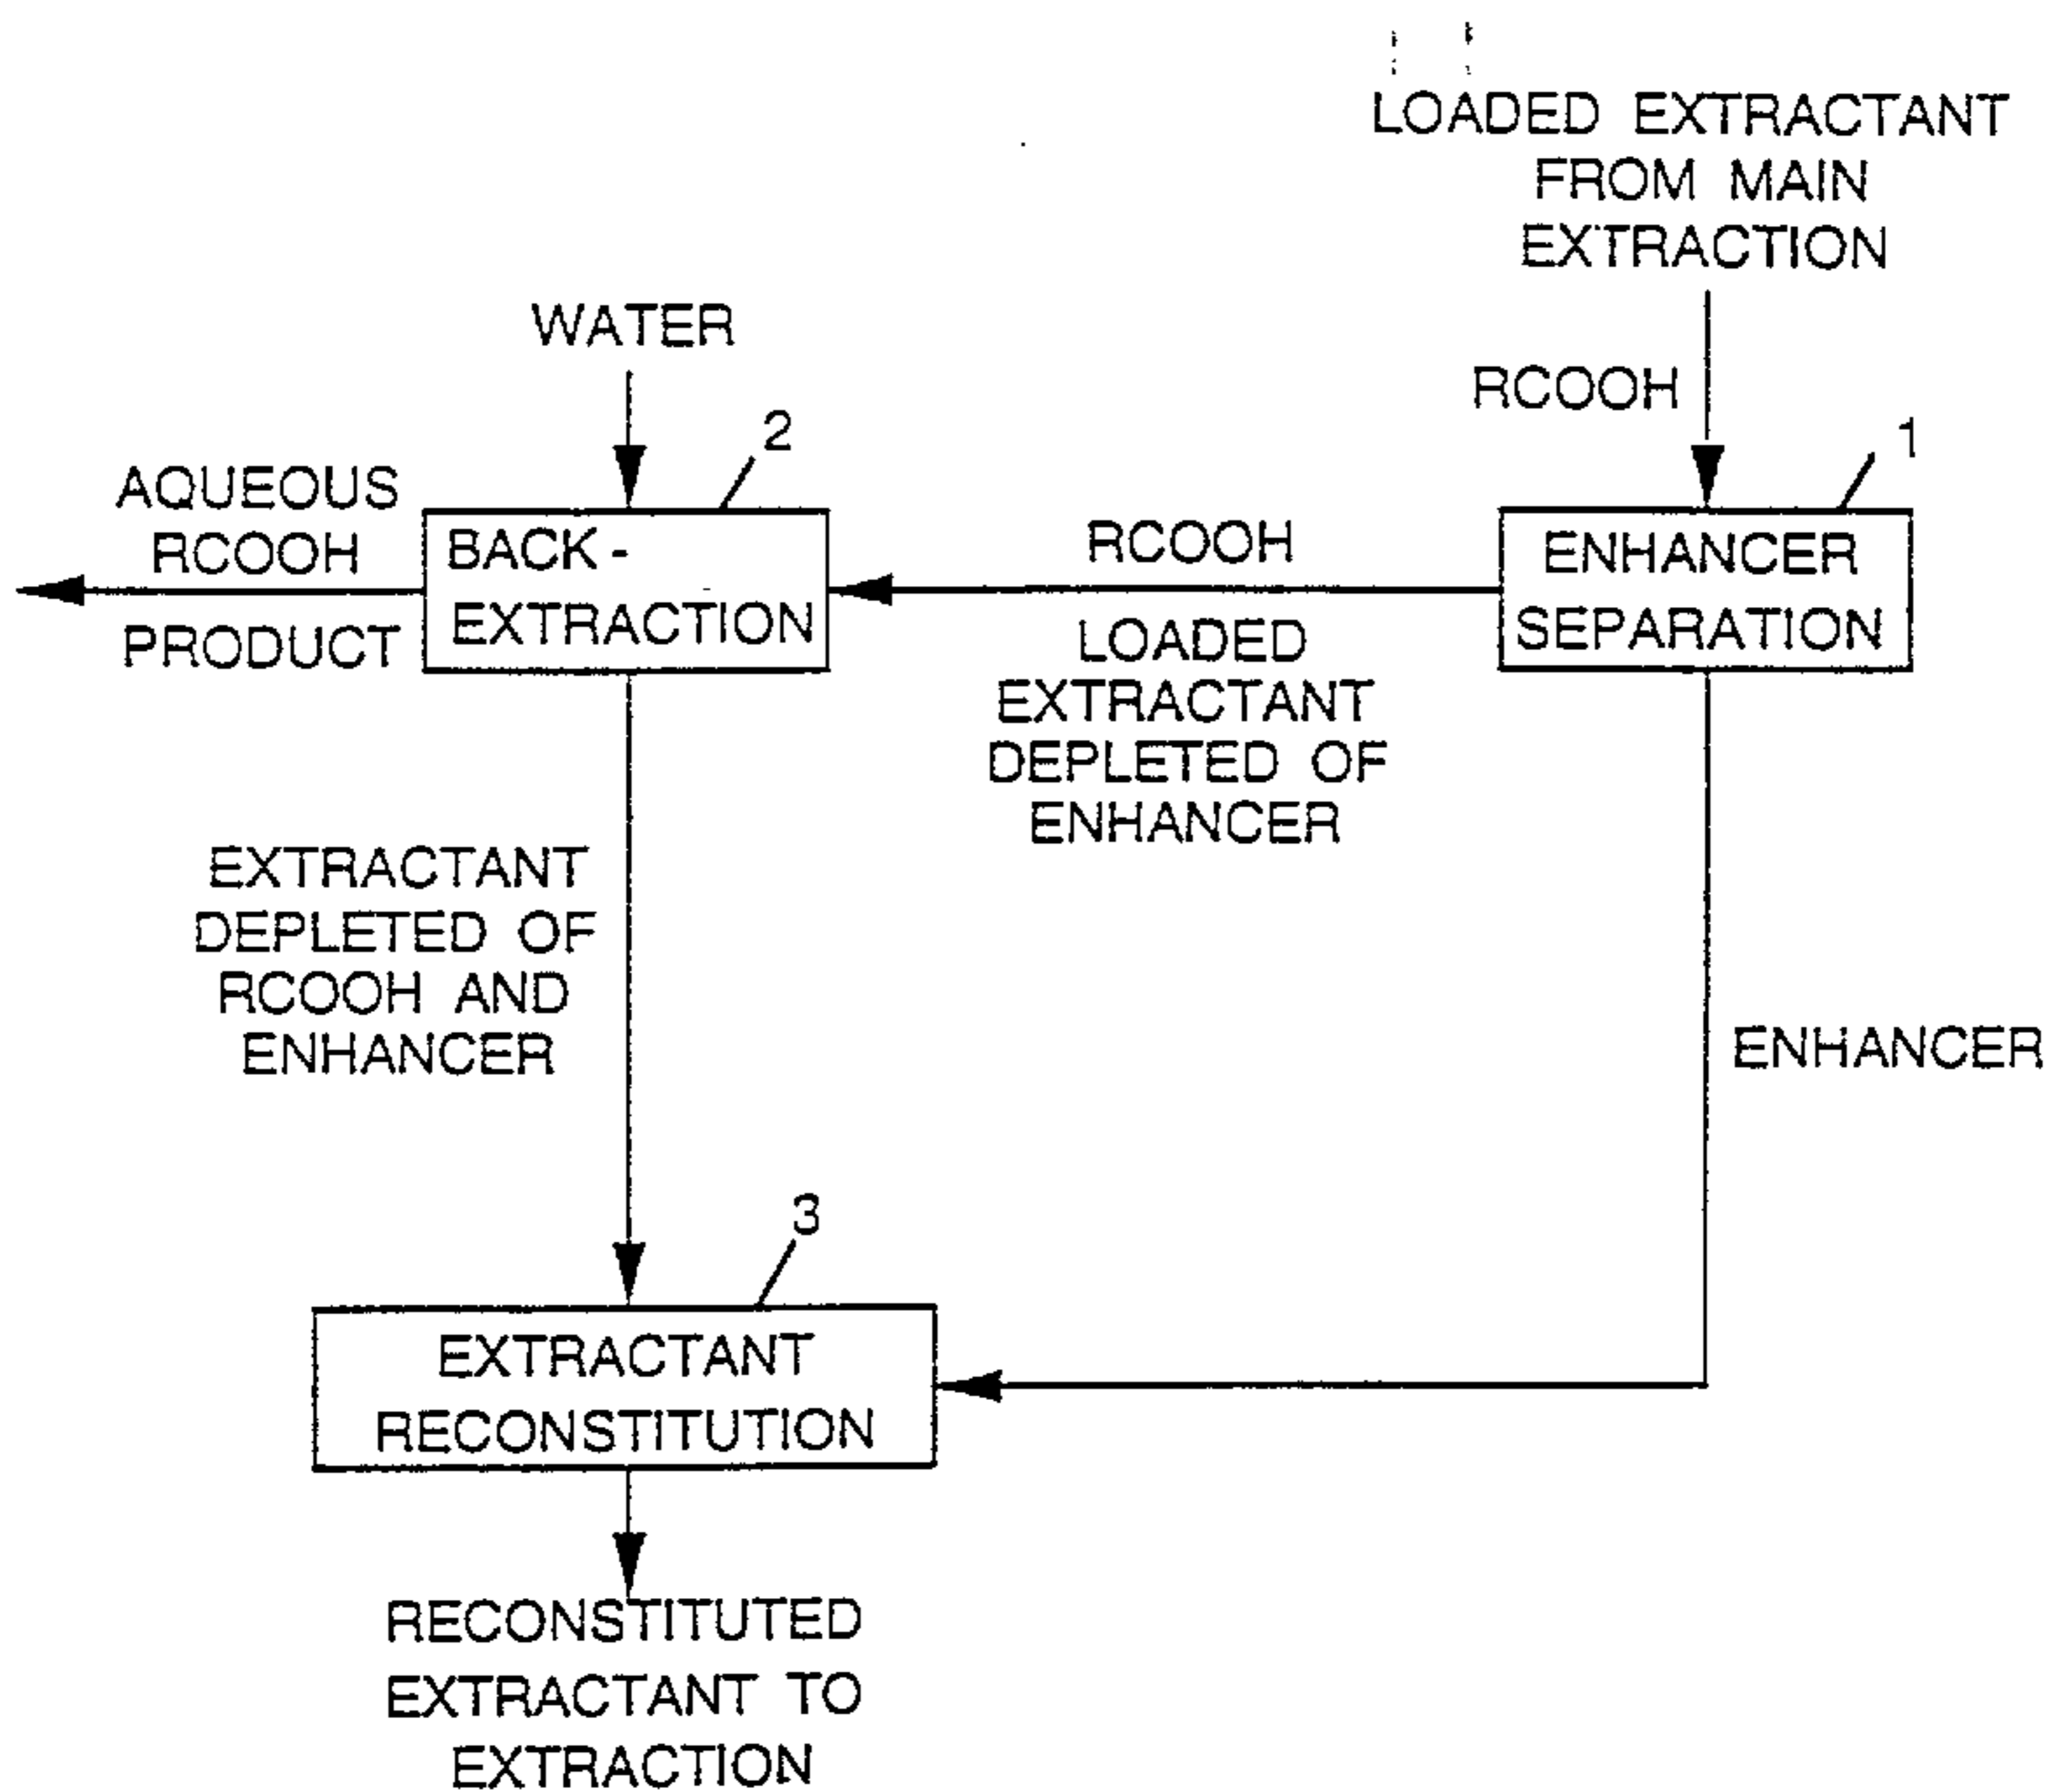 LOADED EXTRACTANT
FROM MAIN
EXTRACTION
WATER
RCOOH
2
1
AQUEOUS
RCOOH
PRODUCT
BACK-
EXTRACTION
RCOOH
LOADED
EXTRACTANT
DEPLETED OF
ENHANCER
ENHANCER
SEPARATION
EXTRACTANT
DEPLETED OF
RCOOH AND
ENHANCER
ENHANCER
3
EXTRACTANT
RECONSTITUTION
RECONSTITUTED
EXTRACTANT TO
EXTRACTION